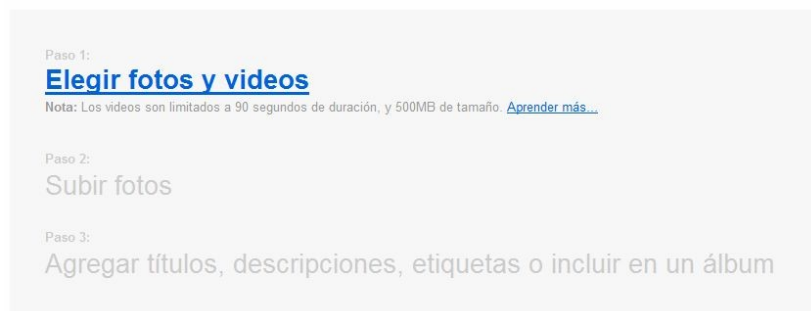 Paso 1:
Elegir fotos y videos
Nota: Los videos son limitados a 90 segundos de duración, y 500MB de tamaño. Aprender más...
Paso 2:
Subir fotos
Paso 3:
Agregar títulos, descripciones, etiquetas o incluir en un álbum